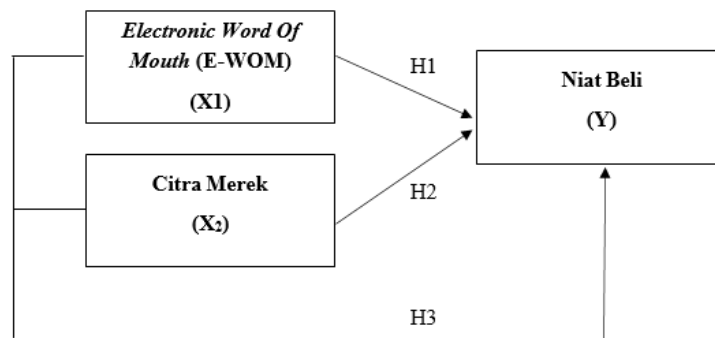 Electronic Word Of
Mouth (E-WOM)
(X1)
H1
Niat Beli
(Y)
Citra Merek
(X₂)
H2
H3